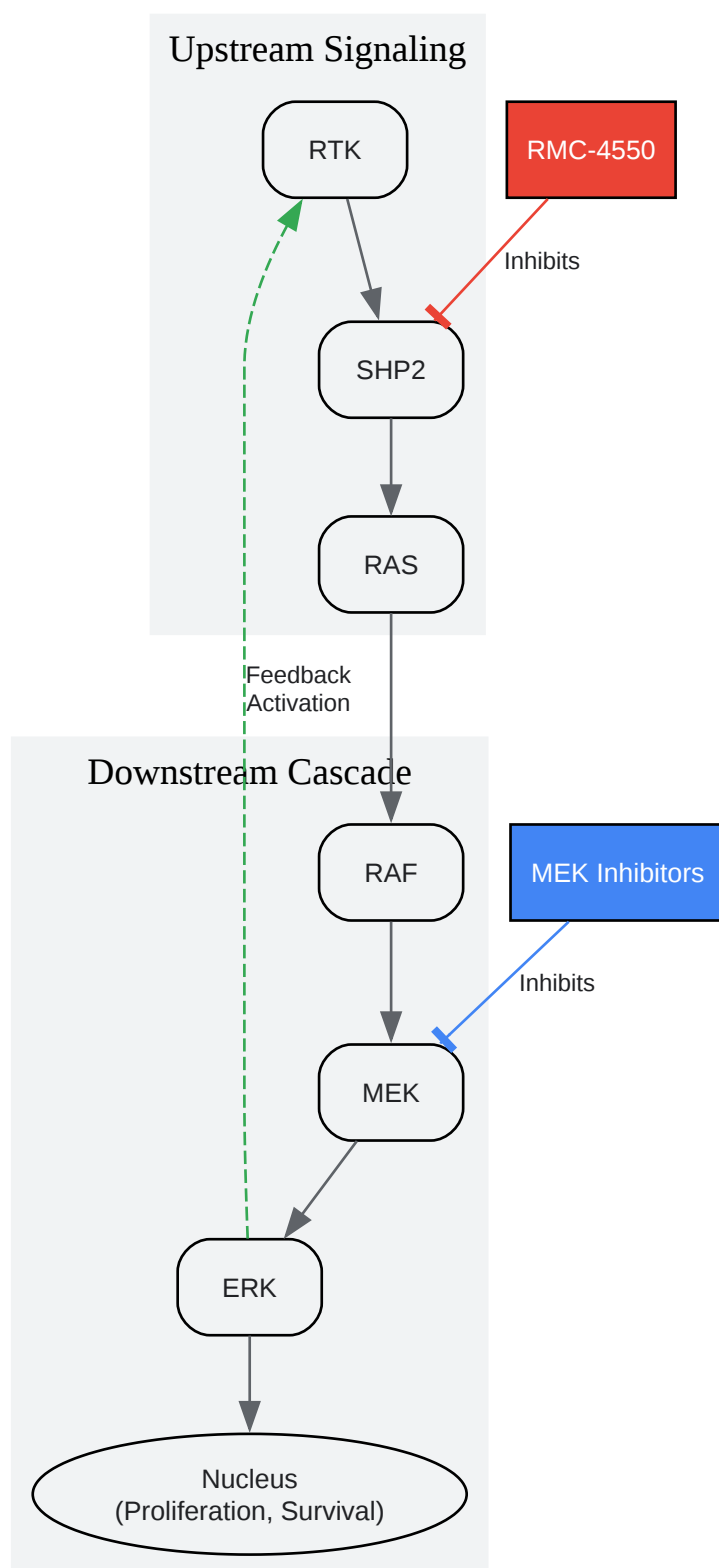 Upstream Signaling
RTK
RMC-4550
Inhibits
SHP2
RAS
Feedback
Activation
Downstream Cascade
RAF
MEK Inhibitors
Inhibits
MEK
ERK
Nucleus
(Proliferation, Survival)